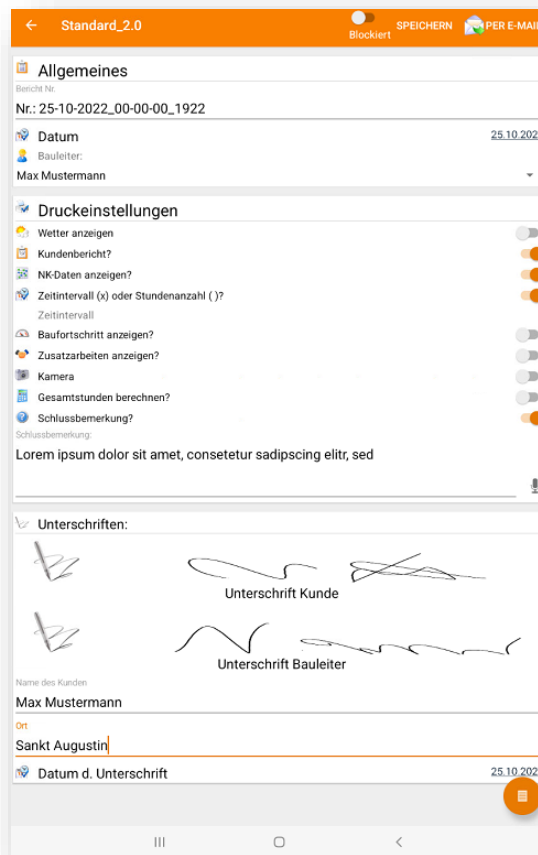 Standard_2.0
Blockiert
SPEICHERN
PER E-MAIL
Allgemeines
Bericht Nr.
Nr.: 25-10-2022_00-00-00_1922
Datum
25.10.202
Bauleiter:
Max Mustermann
Druckeinstellungen
Wetter anzeigen
Kundenbericht?
NK-Daten anzeigen?
Zeitintervall (x) oder Stundenanzahl ( )?
Zeitintervall
Baufortschritt anzeigen?
Zusatzarbeiten anzeigen?
Kamera
Gesamtstunden berechnen?
Schlussbemerkung?
Schlussbemerkung:
Lorem ipsum dolor sit amet, consetetur sadipscing elitr, sed
Unterschriften:
Unterschrift Kunde
Unterschrift Bauleiter
Name des Kunden
Max Mustermann
Ort
Sankt Augustin
Datum d. Unterschrift
25.10.202